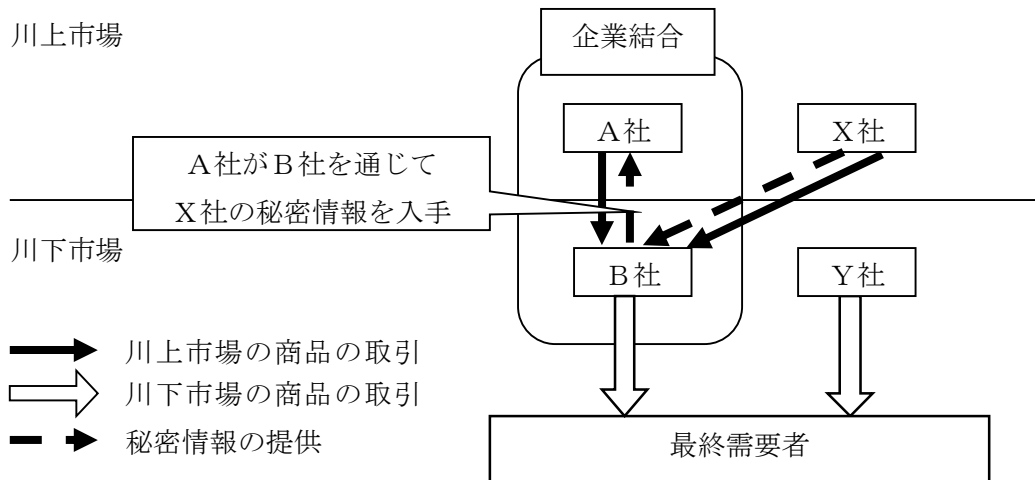 川上市場
企業結合
A社
X社
A社がB社を通じて
X社の秘密情報を入手
川下市場
B社
Y社
川上市場の商品の取引
川下市場の商品の取引
秘密情報の提供
最終需要者